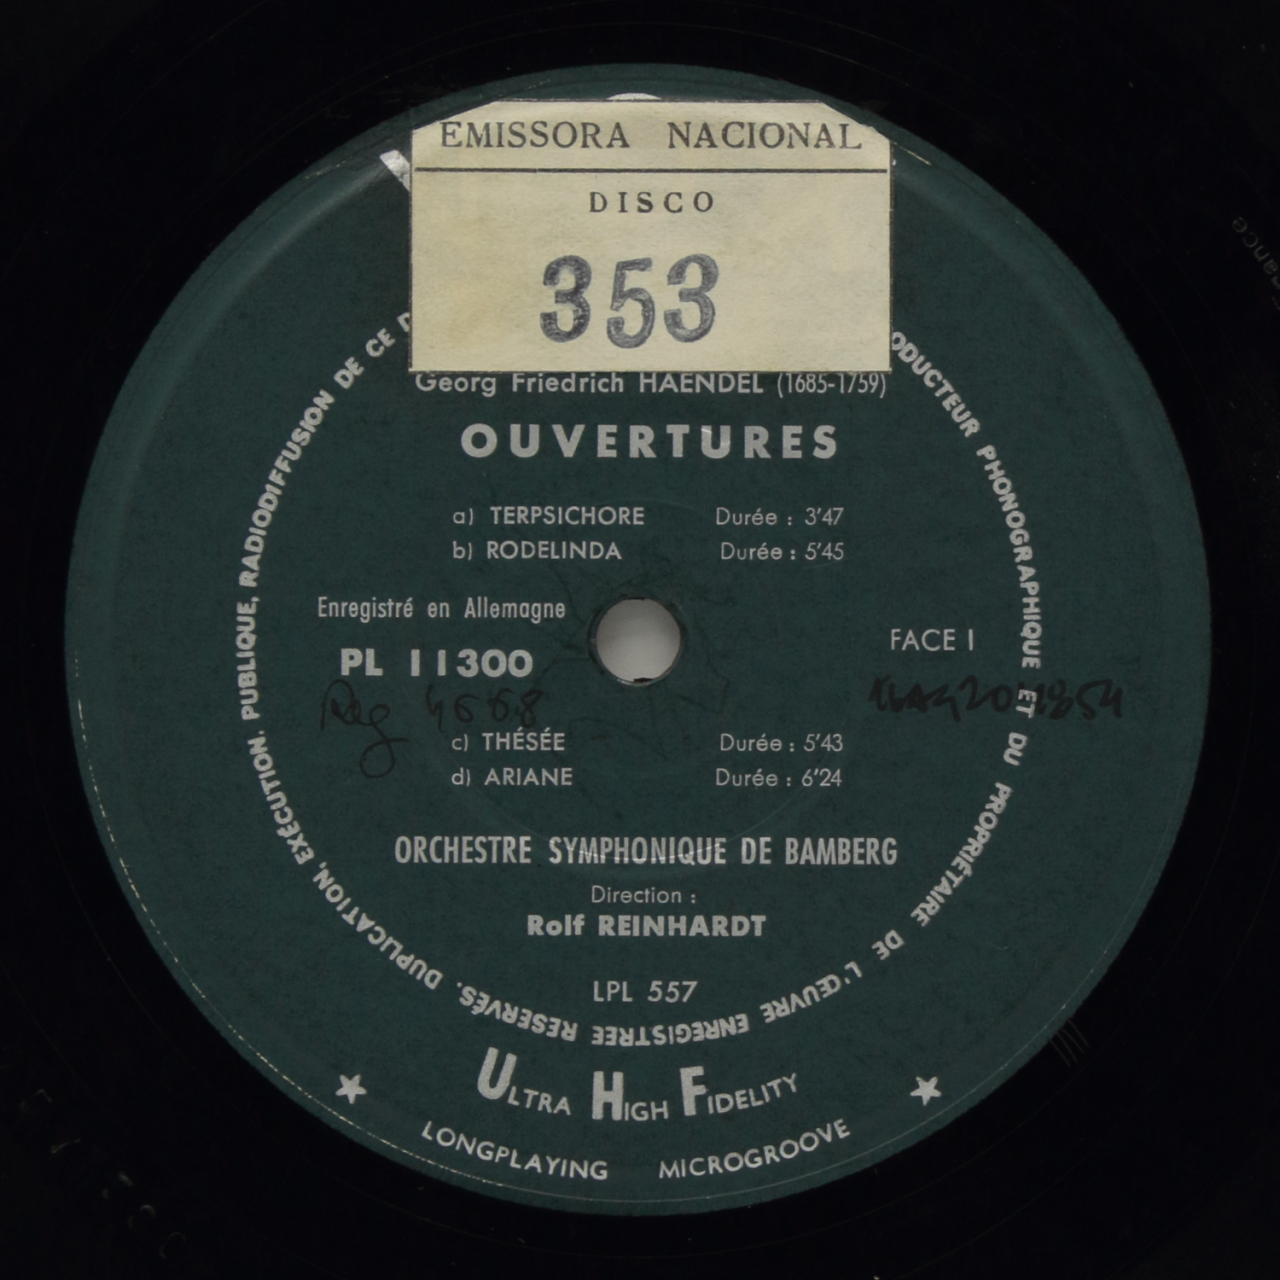 EMISSORA NACIONAL
DISCO
353
Georg Friedrich HAENDEL (1685-1759)
OUVERTURES
a) TERPSICHORE Durée : 3'47
b) RODELINDA Durée : 5'45
Enregistré en Allemagne
PL 11300
FACE I
Reg 4668
c) THÉSÉE Durée : 5'43
d) ARIANE Durée : 6'24
ORCHESTRE SYMPHONIQUE DE BAMBERG
Direction :
Rolf REINHARDT
LPL 557
ODUCTEUR PHONOGRAPHIQUE ET DU PROPRIÉTAIRE DE L'ŒUVRE ENREGISTRÉE RÉSERVÉS. DUPLICATION, EXÉCUTION. PUBLIQUE, RADIODIFFUSION DE CE D
ULTRA HIGH FIDELITY
LONGPLAYING MICROGROOVE